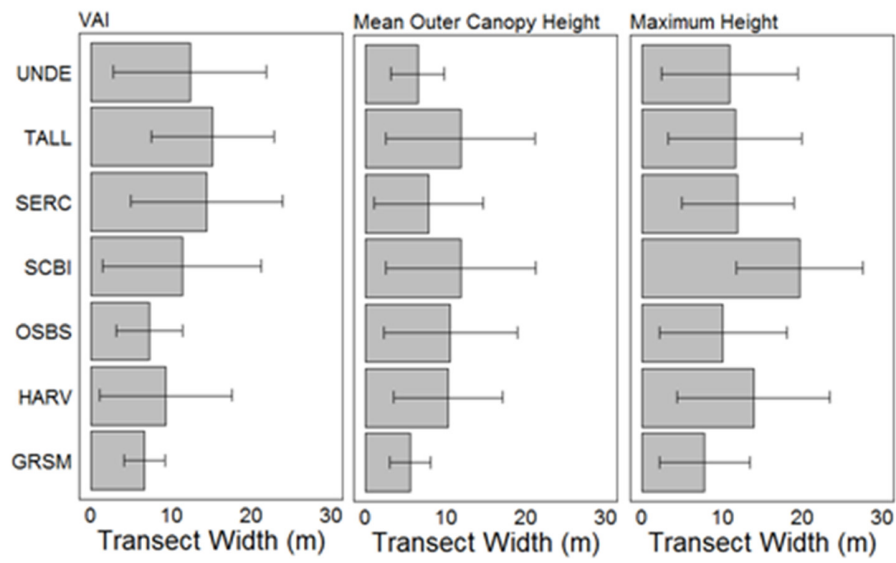 VAI Mean Outer Canopy Height Maximum Height
UNDE
TALL
SERC
SCBI
OSBS
HARV
GRSM
0 10 20 30 0 10 20 30 0 10 20 30
Transect Width (m) Transect Width (m) Transect Width (m)